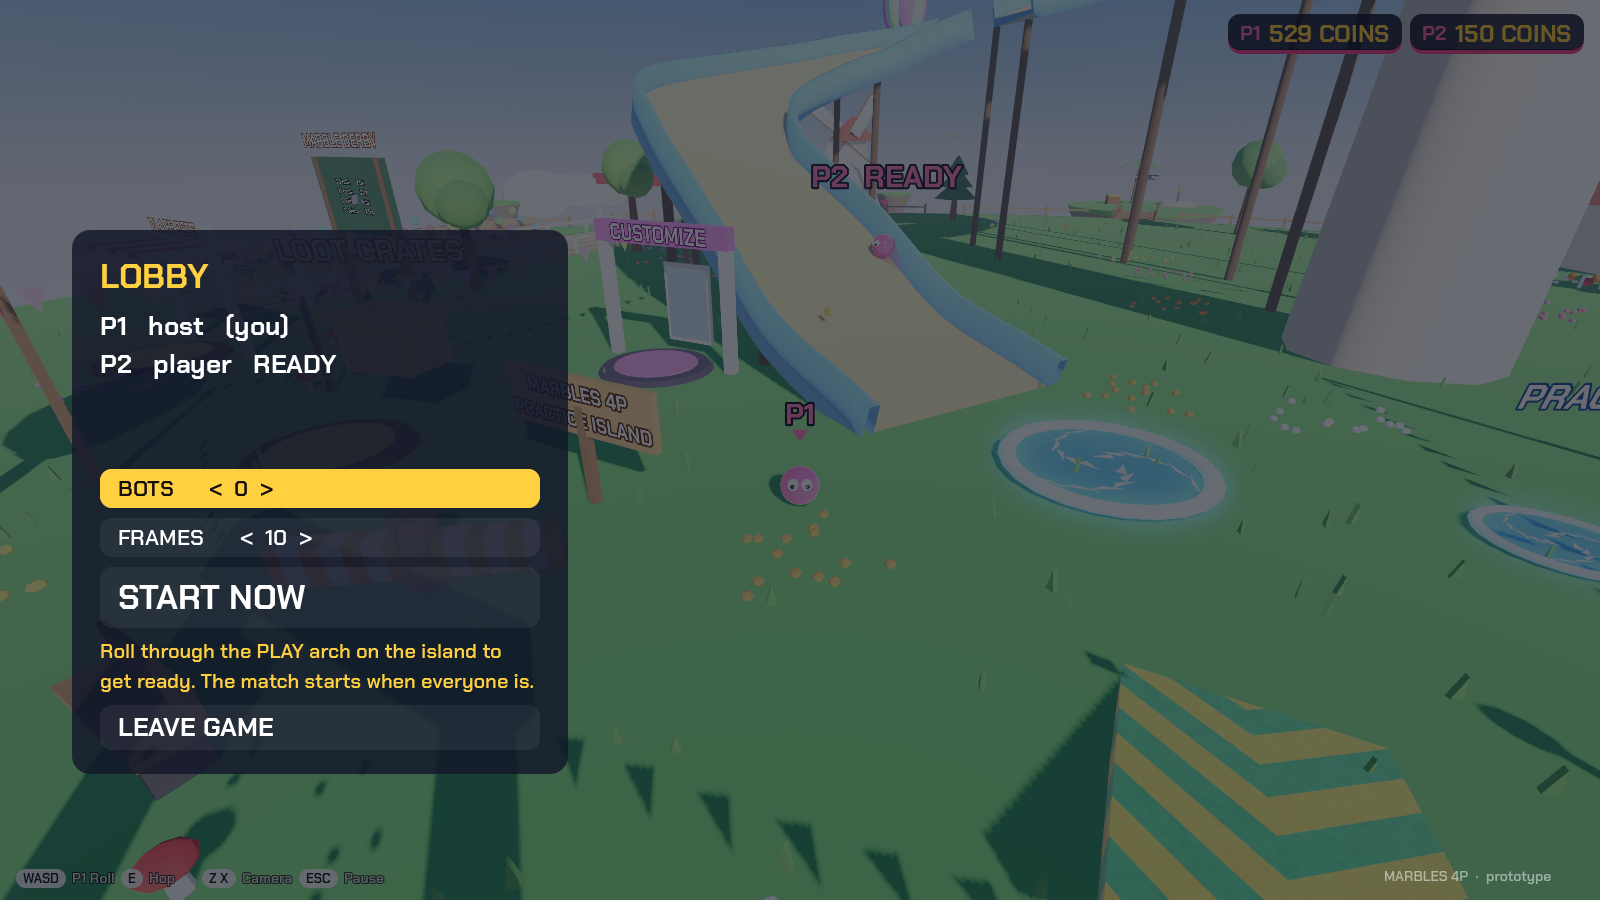 P1 529 COINS
P2 150 COINS
MARBLE DERBY
P2 READY
CUSTOMIZE
LOOT CRATES
LOBBY
P1 host (you)
P2 player READY
MARBLES 4P
PRACTICE ISLAND
P1
BOTS < 0 >
FRAMES < 10 >
START NOW
Roll through the PLAY arch on the island to
get ready. The match starts when everyone is.
LEAVE GAME
WASD P1 Roll E Hop Z X Camera ESC Pause
MARBLES 4P · prototype